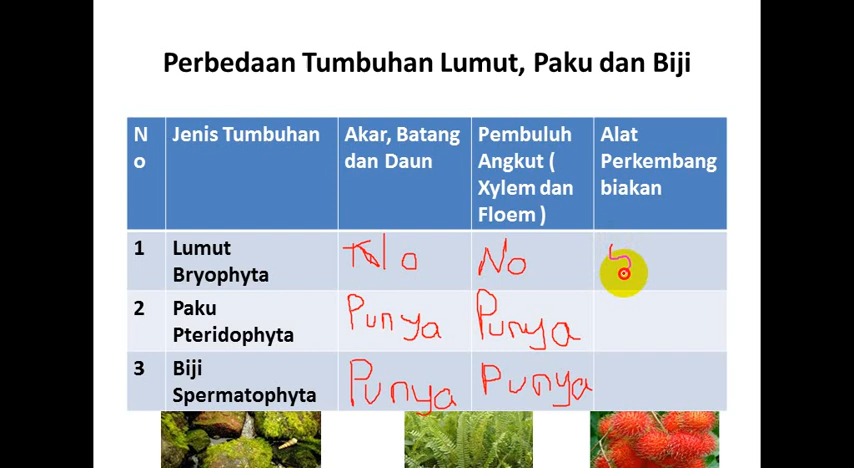 Perbedaan Tumbuhan Lumut, Paku dan Biji
N
o
Jenis Tumbuhan
Akar, Batang
dan Daun
Pembuluh
Angkut (
Xylem dan
Floem )
Alat
Perkembang
biakan
1
Lumut
Bryophyta
No
No
2
Paku
Pteridophyta
Punya
Punya
3
Biji
Spermatophyta
Punya
Punya